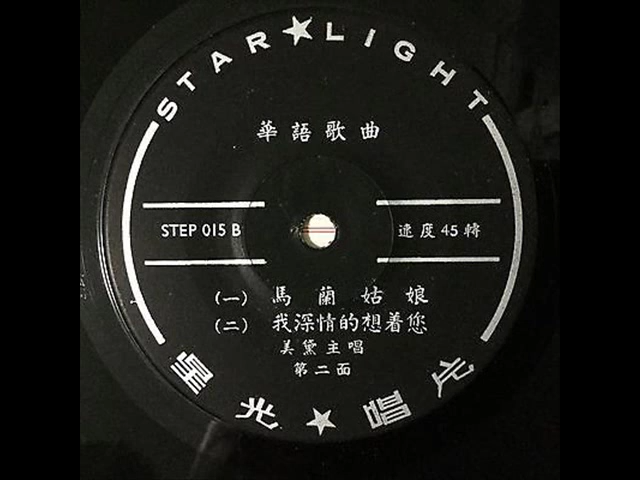 STAR★LIGHT
華語歌曲
STEP 015 B
速度45轉
(一) 馬蘭姑娘
(二) 我深情的想着您
美黛主唱
第二面
星光★唱片